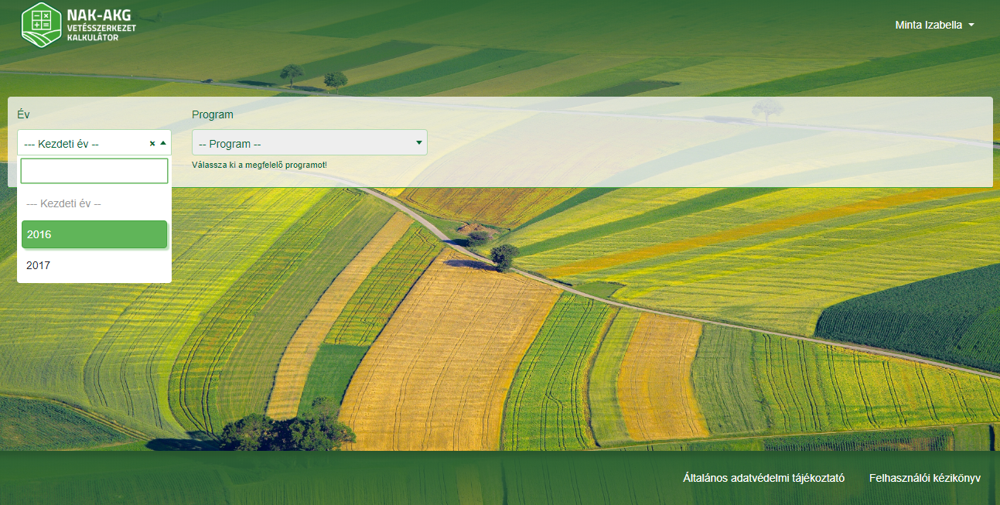 NAK-AKG
VETÉSSZERKEZET
KALKULÁTOR
Minta Izabella
Év
Program
--- Kezdeti év --
-- Program --
Válassza ki a megfelelő programot!
--- Kezdeti év --
2016
2017
Általános adatvédelmi tájékoztató
Felhasználói kézikönyv